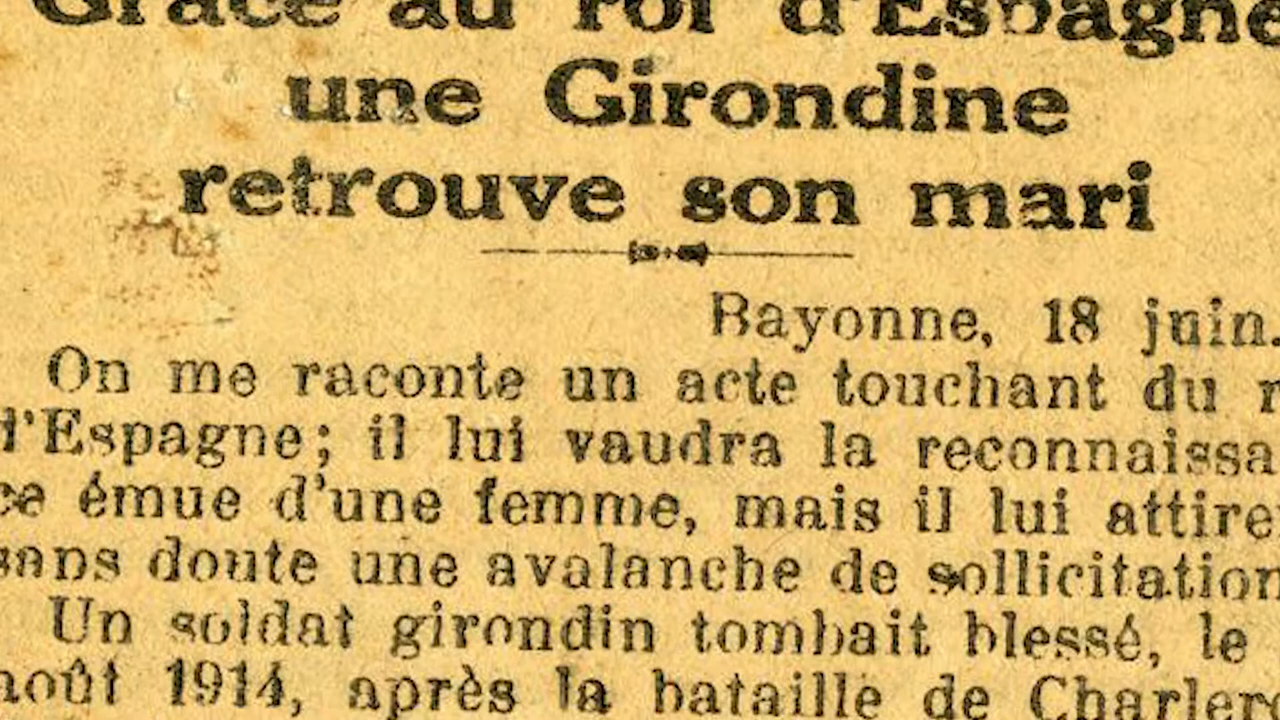 Grâce au roi d'Espagne
une Girondine
retrouve son mari
Bayonne, 18 juin.
On me raconte un acte touchant du r
d'Espagne; il lui vaudra la reconnaissa
ce émue d'une femme, mais il lui attire
sans doute une avalanche de sollicitation
Un soldat girondin tombait blessé, le
août 1914, après la bataille de Charlero